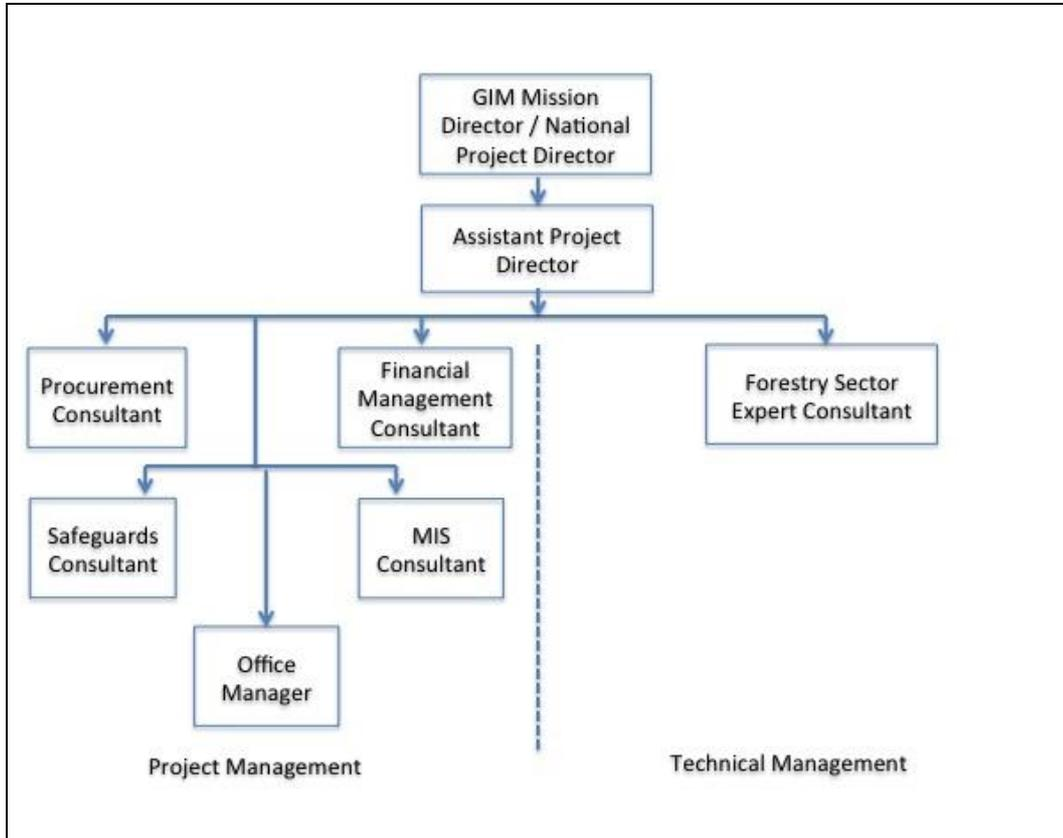 GIM Mission
Director / National
Project Director
Assistant Project
Director
Procurement
Consultant
Financial
Management
Consultant
Forestry Sector
Expert Consultant
Safeguards
Consultant
MIS
Consultant
Office
Manager
Project Management
Technical Management